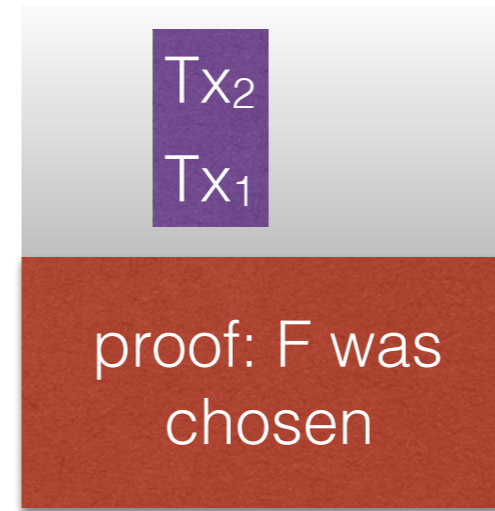 Tx₂
Tx₁
proof: F was
chosen